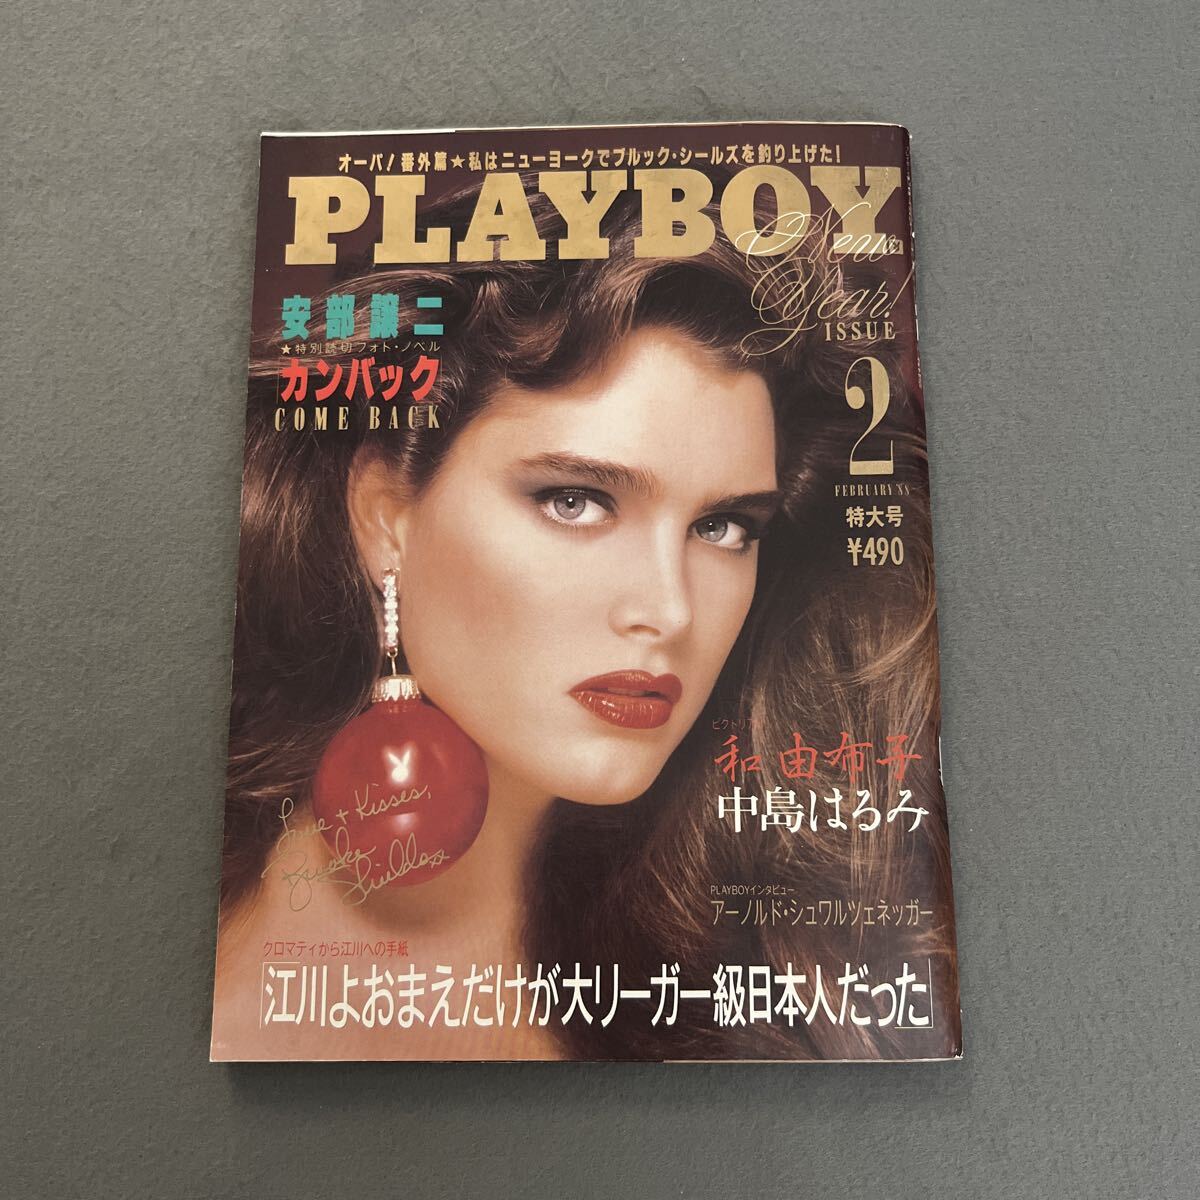 オーパ!番外篇★私はニューヨークでブルック・シールズを釣り上げた!
PLAYBOY
New
Year!
ISSUE
2
FEBRUARY '88
特大号
¥490
安部譲二
★特別読切フォト・ノベル
「カンバック
COME BACK
Love + Kisses,
Brooke
Shields xx
和由布子
中島はるみ
PLAYBOYインタビュー
アーノルド・シュワルツェネッガー
クロマティから江川への手紙
「江川よおまえだけが大リーガー級日本人だった」